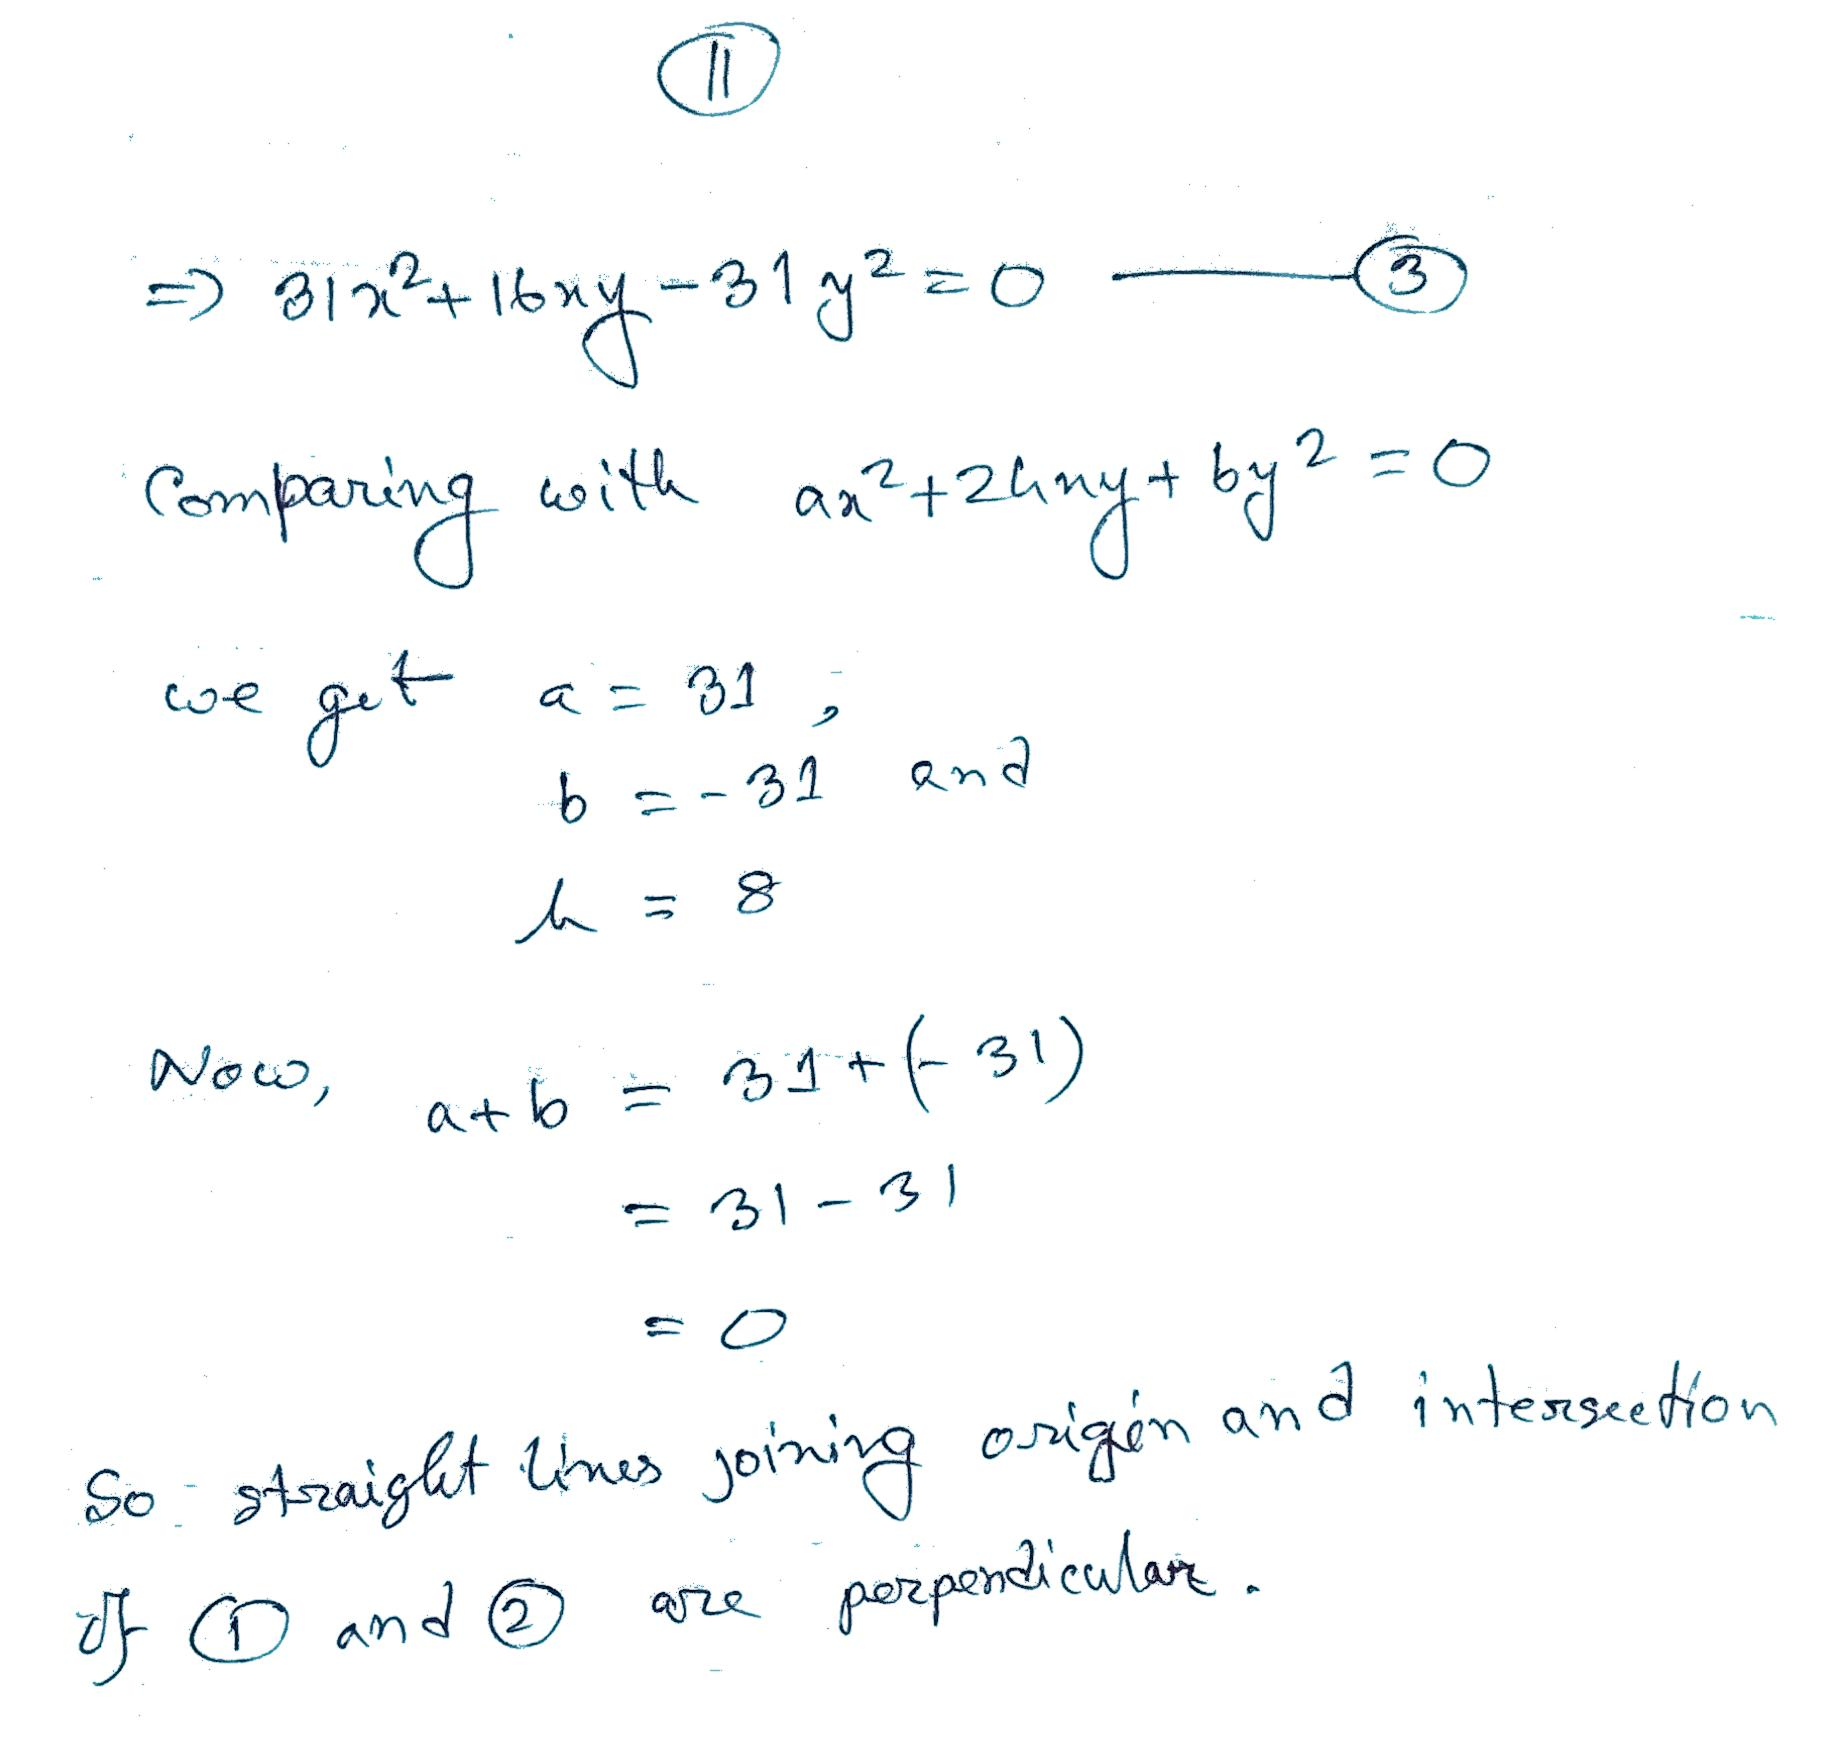 11
=> 31x²+16xy-31y²=0 ——— 3
Comparing with ax²+2hxy+by²=0
we get a = 31,
b = -31 and
h = 8
Now, a+b = 31+(-31)
= 31-31
= 0
So straight lines joining origin and intersection
of 1 and 2 are perpendicular.